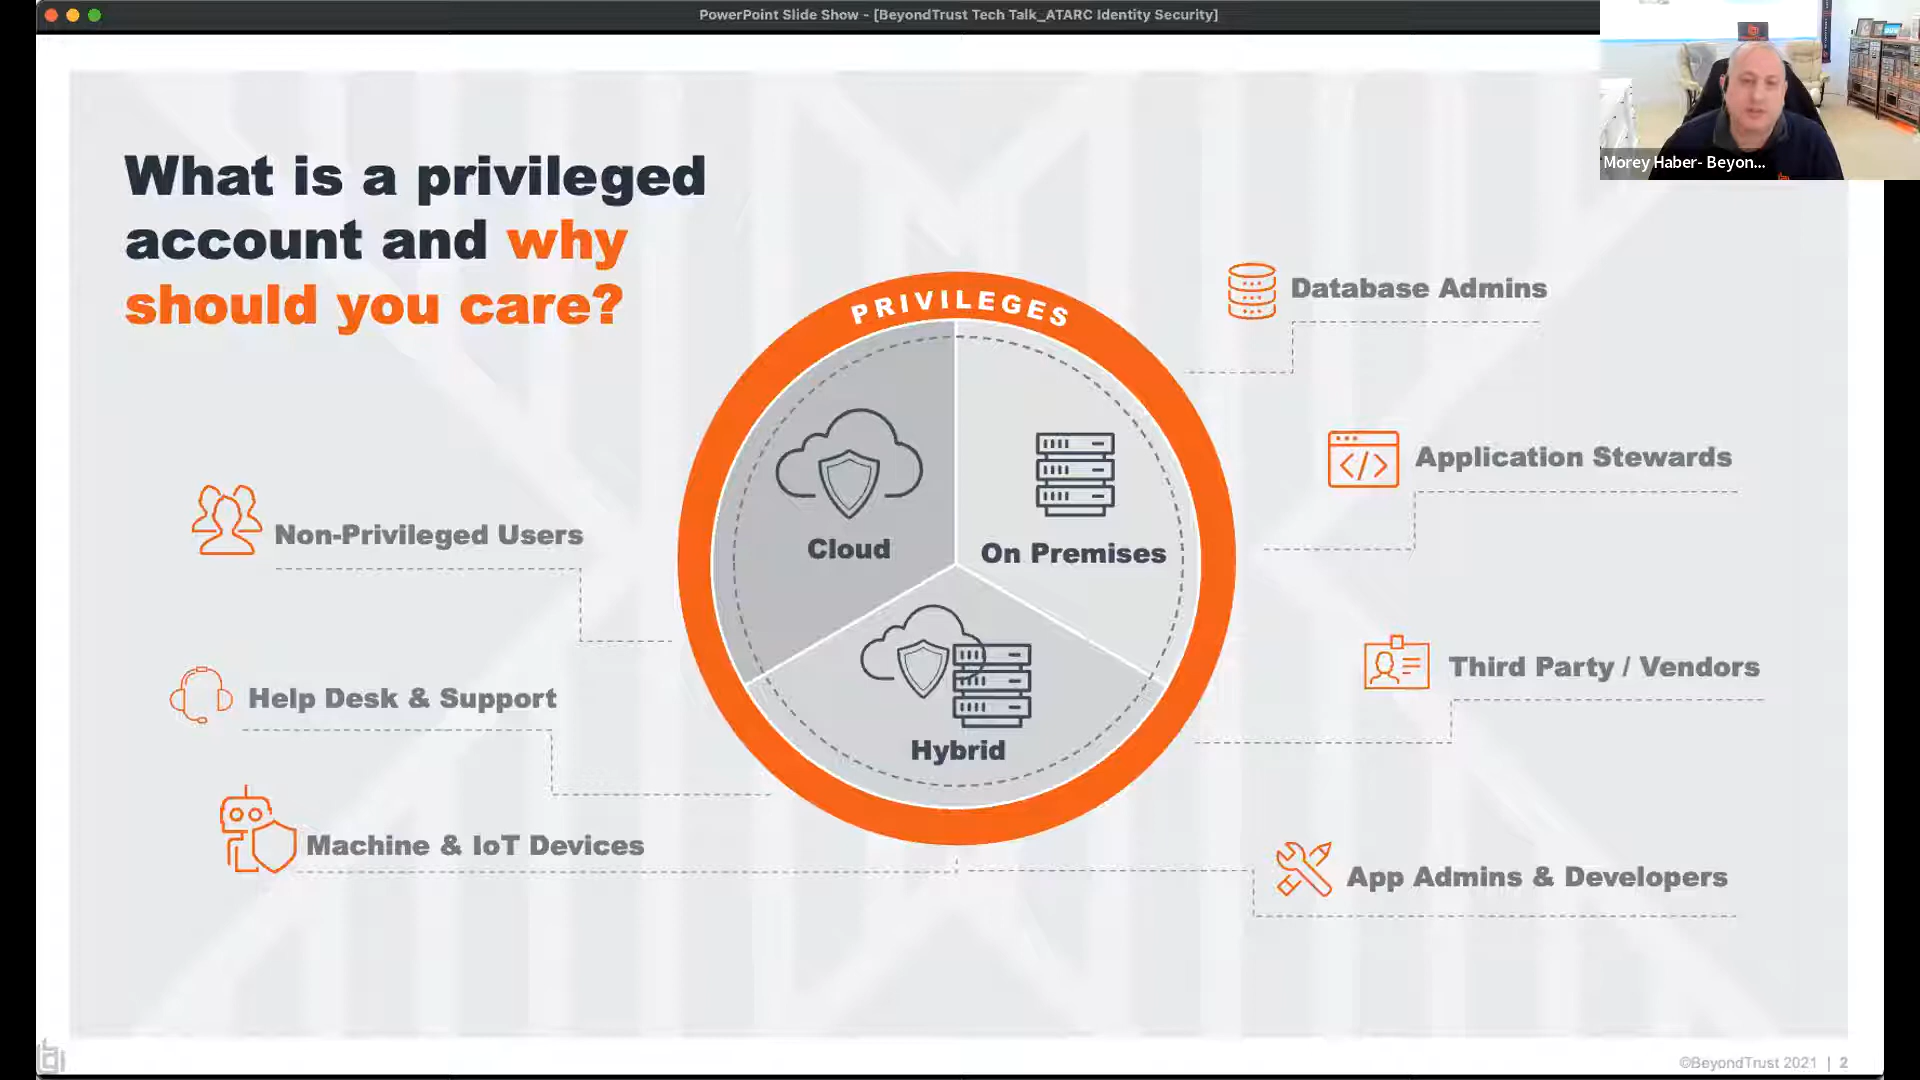 PowerPoint Slide Show - [BeyondTrust Tech Talk_ATARC Identity Security]
Morey Haber- Beyon...
What is a privileged
account and why
should you care?
PRIVILEGES
Cloud
On Premises
Hybrid
Non-Privileged Users
Help Desk & Support
Machine & IoT Devices
Database Admins
Application Stewards
Third Party / Vendors
App Admins & Developers
©BeyondTrust 2021 | 2